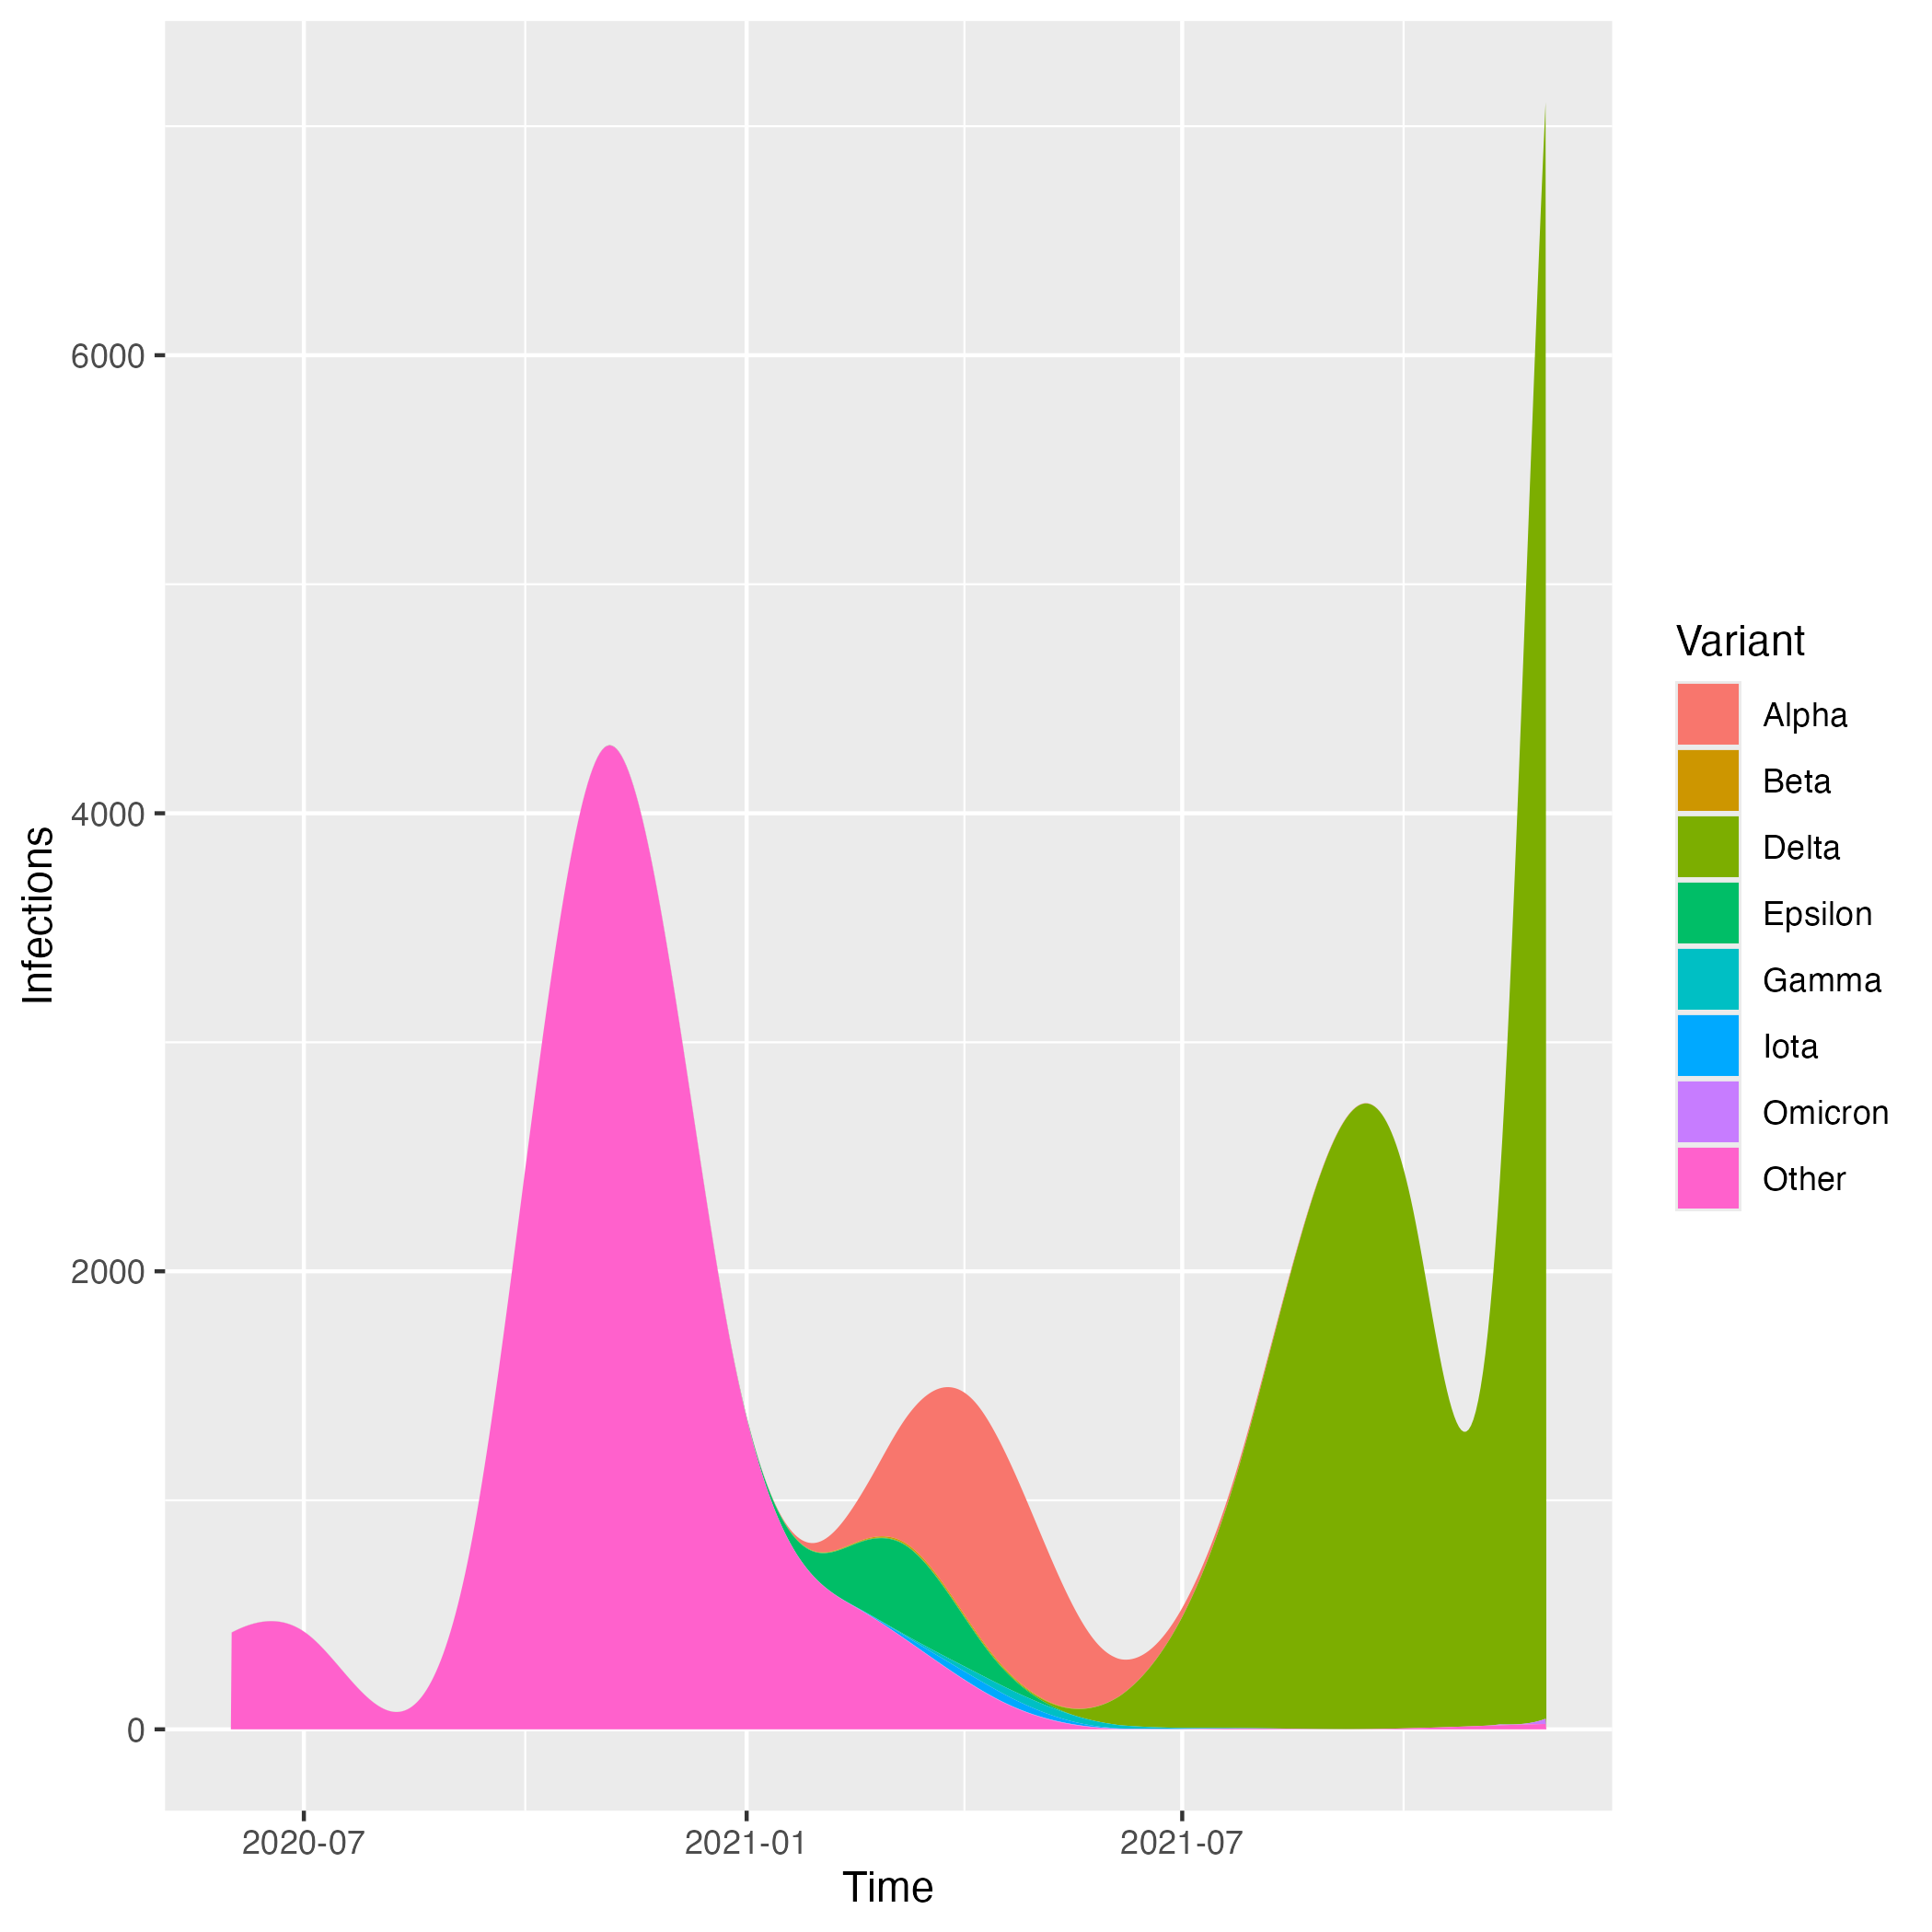 Infections
6000
4000
2000
0
2020-07
2021-01
2021-07
Time
Variant
Alpha
Beta
Delta
Epsilon
Gamma
Iota
Omicron
Other